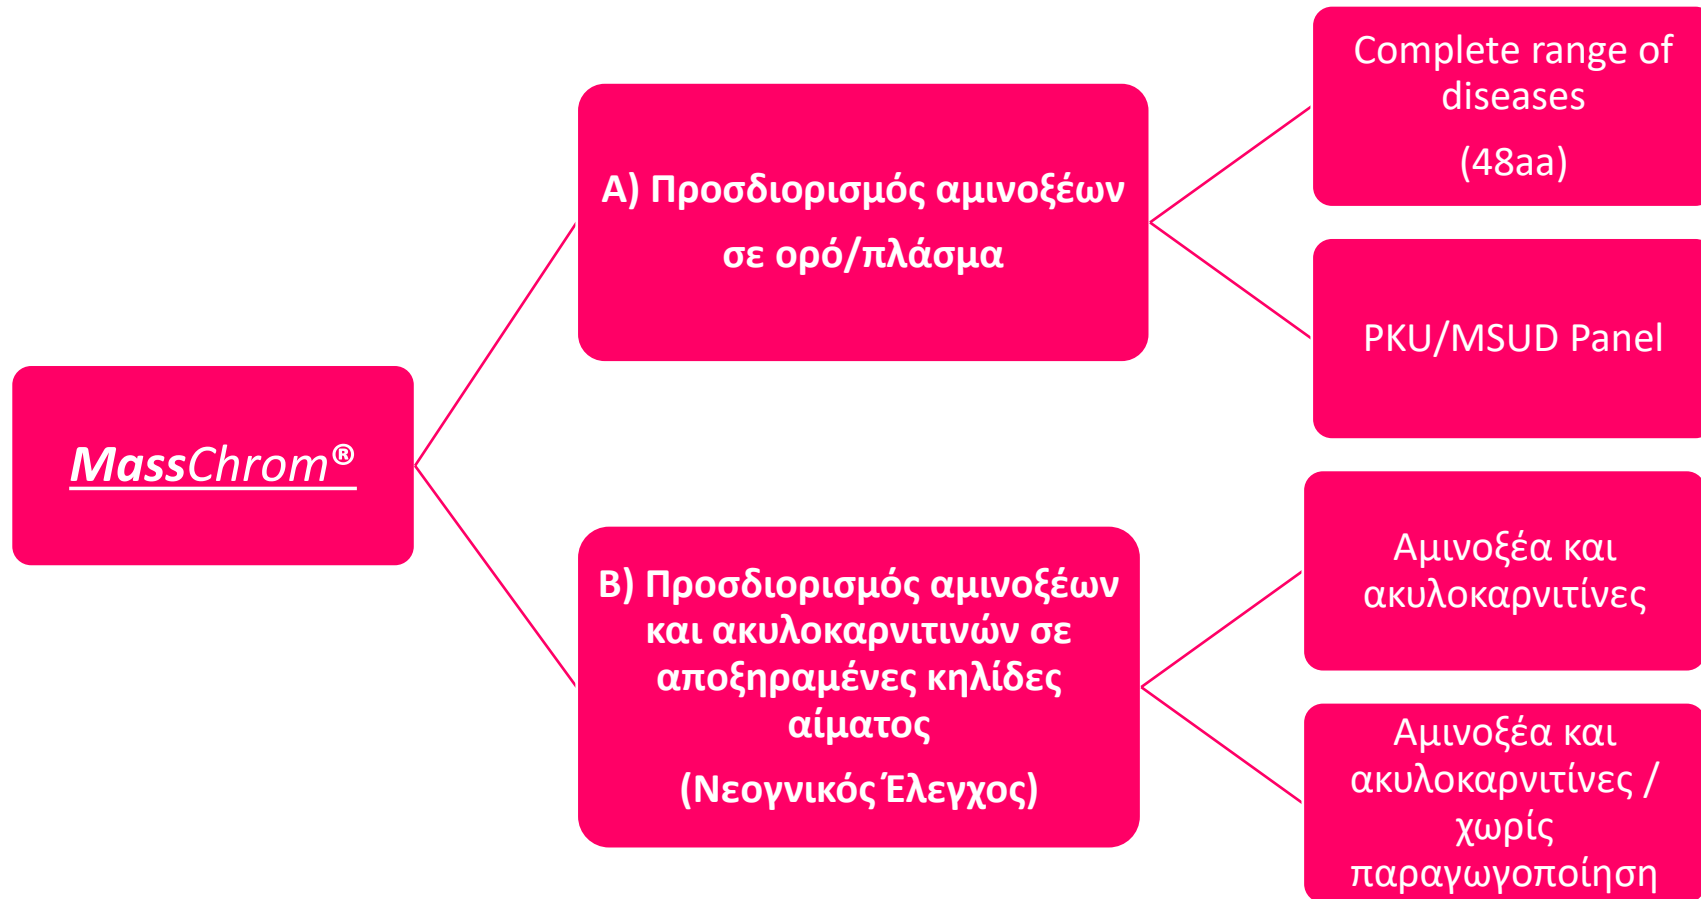 MassChrom®
Α) Προσδιορισμός αμινοξέων
σε ορό/πλάσμα
Complete range of
diseases
(48aa)
PKU/MSUD Panel
Β) Προσδιορισμός αμινοξέων
και ακυλοκαρνιτινών σε
αποξηραμένες κηλίδες
αίματος
(Νεογνικός Έλεγχος)
Αμινοξέα και
ακυλοκαρνιτίνες
Αμινοξέα και
ακυλοκαρνιτίνες /
χωρίς
παραγωγοποίηση